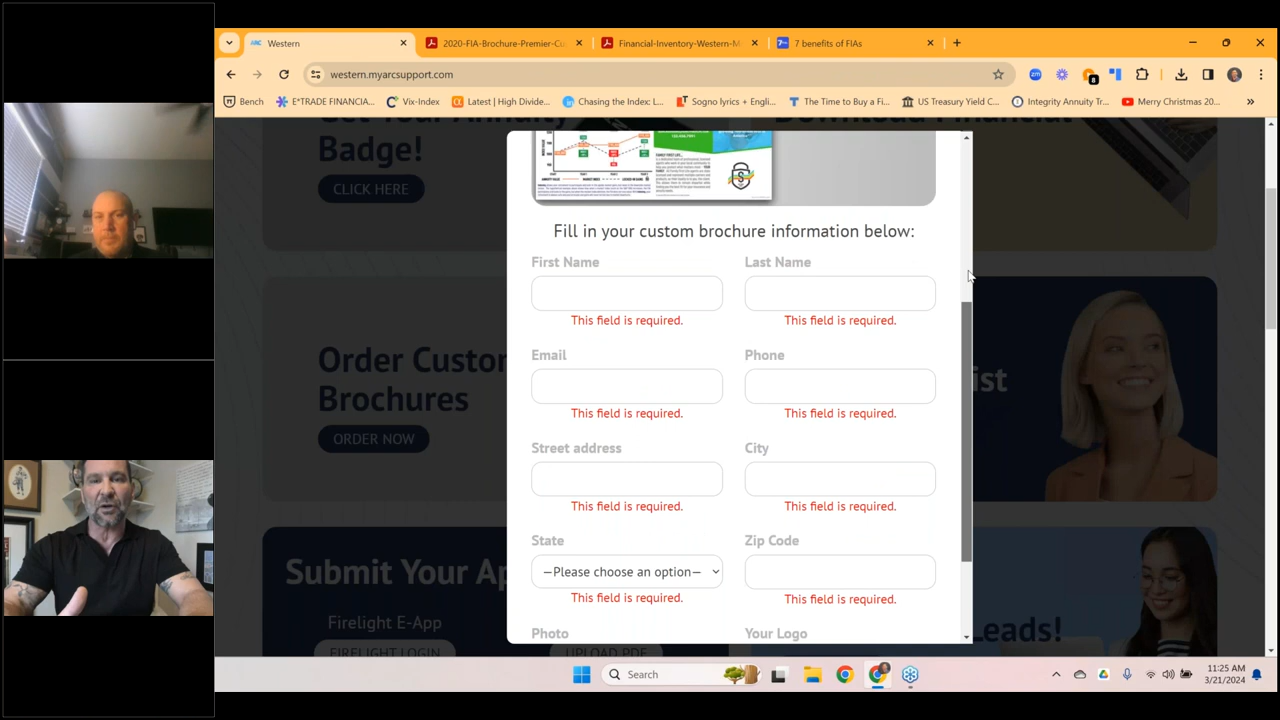 Western
2020-FIA-Brochure-Premier-Cu
Financial-Inventory-Western-M
7 benefits of FIAs
western.myarcsupport.com
8
Bench
E*TRADE FINANCIA...
Vix-Index
Latest | High Divide...
Chasing the Index: L...
Sogno lyrics + Engli...
The Time to Buy a Fi...
US Treasury Yield C...
Integrity Annuity Tr...
Merry Christmas 20...
Badge!
CLICK HERE
Fill in your custom brochure information below:
First Name
Last Name
This field is required.
This field is required.
Email
Phone
This field is required.
This field is required.
Order Custom
Brochures
ORDER NOW
ist
Street address
City
This field is required.
This field is required.
State
Zip Code
—Please choose an option—
This field is required.
This field is required.
Submit Your Ap
Firelight E-App
FIRELIGHT LOGIN
UPLOAD PDF
Photo
Your Logo
Leads!
Search
11:25 AM
3/21/2024